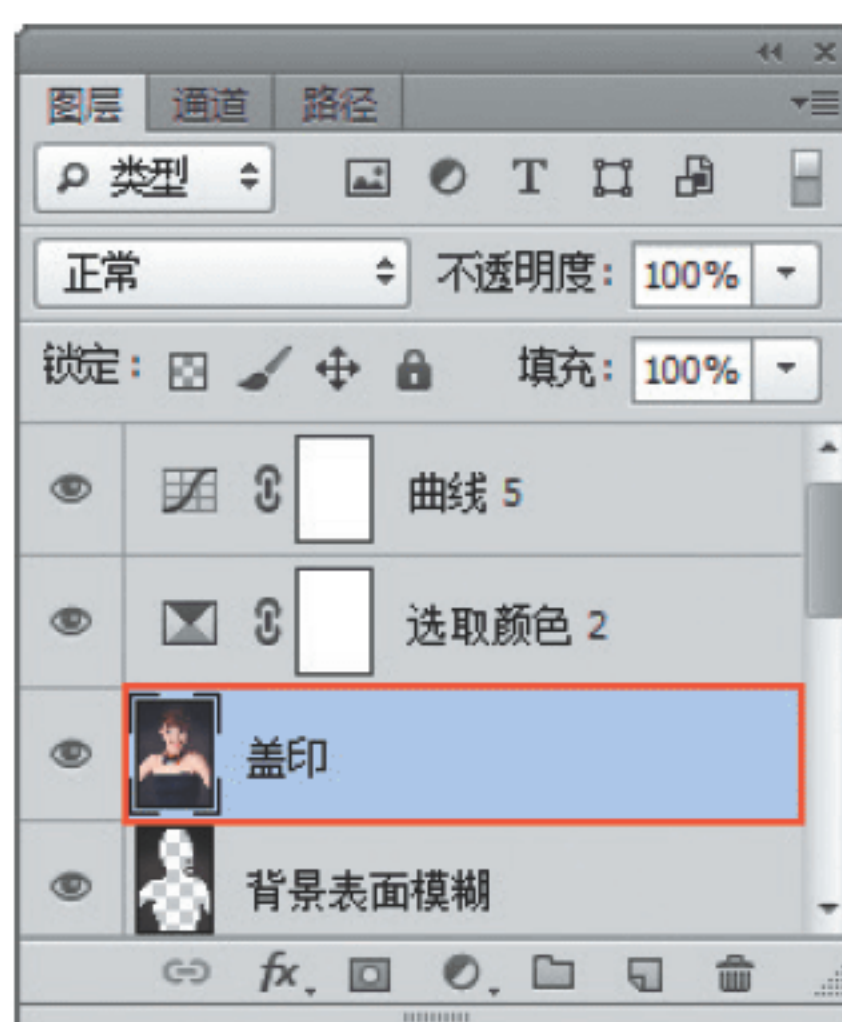 图层 通道 路径
类型 T
正常 不透明度: 100%
锁定: 填充: 100%
曲线 5
选取颜色 2
盖印
背景表面模糊
fx.